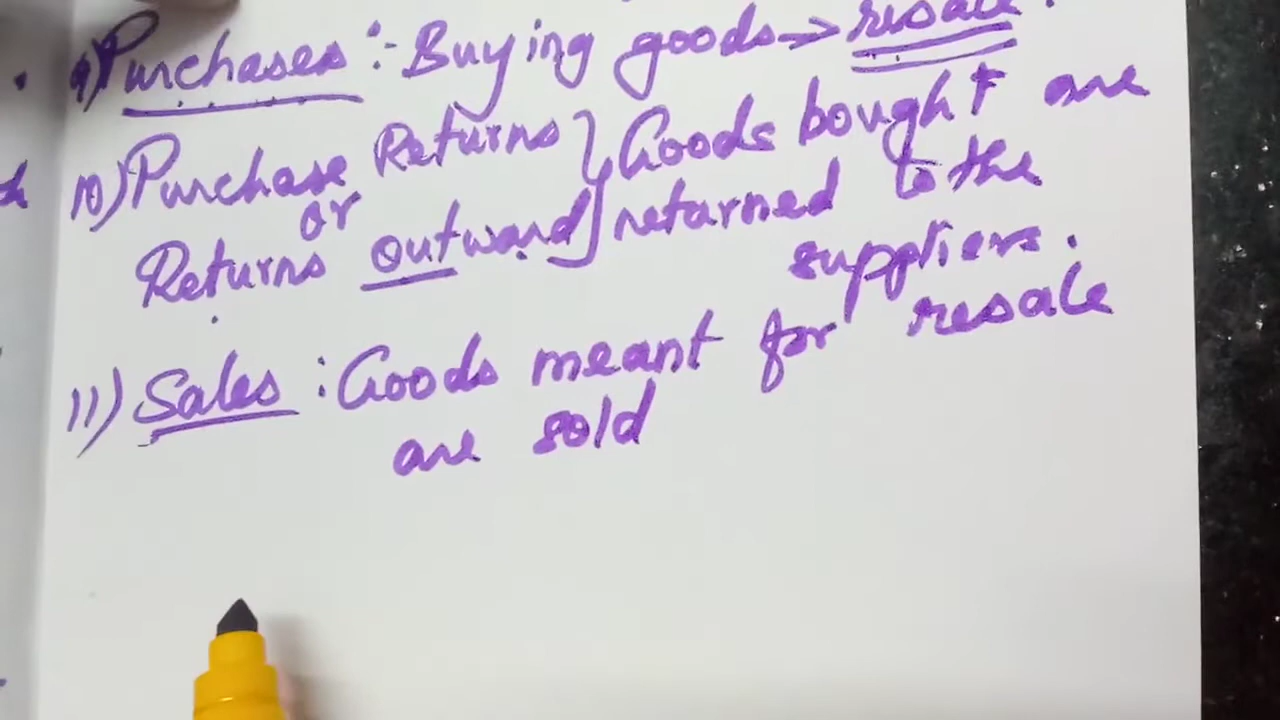 9) Purchases :- Buying goods → resale.
10) Purchase Returns } Goods bought are
or
Returns outward } returned to the
suppliers.
11) Sales : Goods meant for resale
are sold